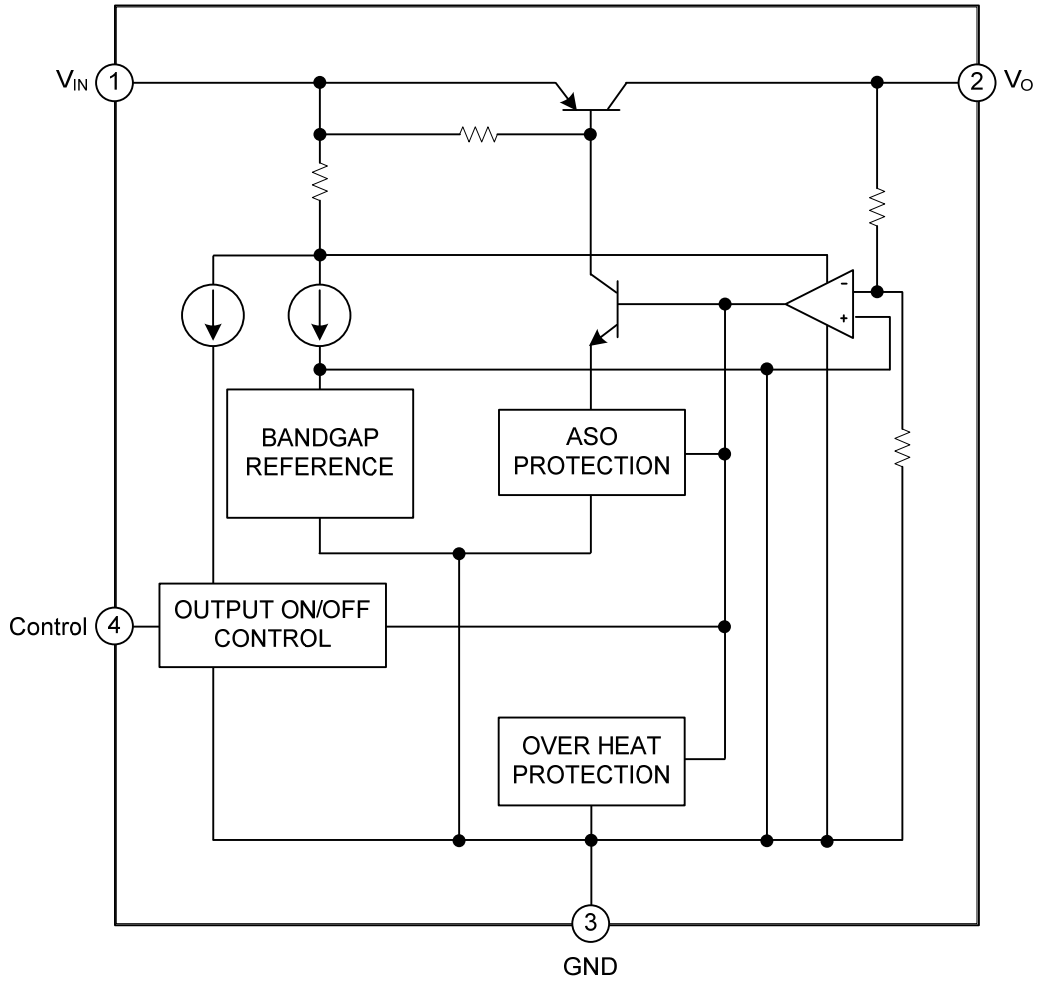 V_IN 1
2 V_O
-
+
BANDGAP
REFERENCE
ASO
PROTECTION
Control 4
OUTPUT ON/OFF
CONTROL
OVER HEAT
PROTECTION
3
GND